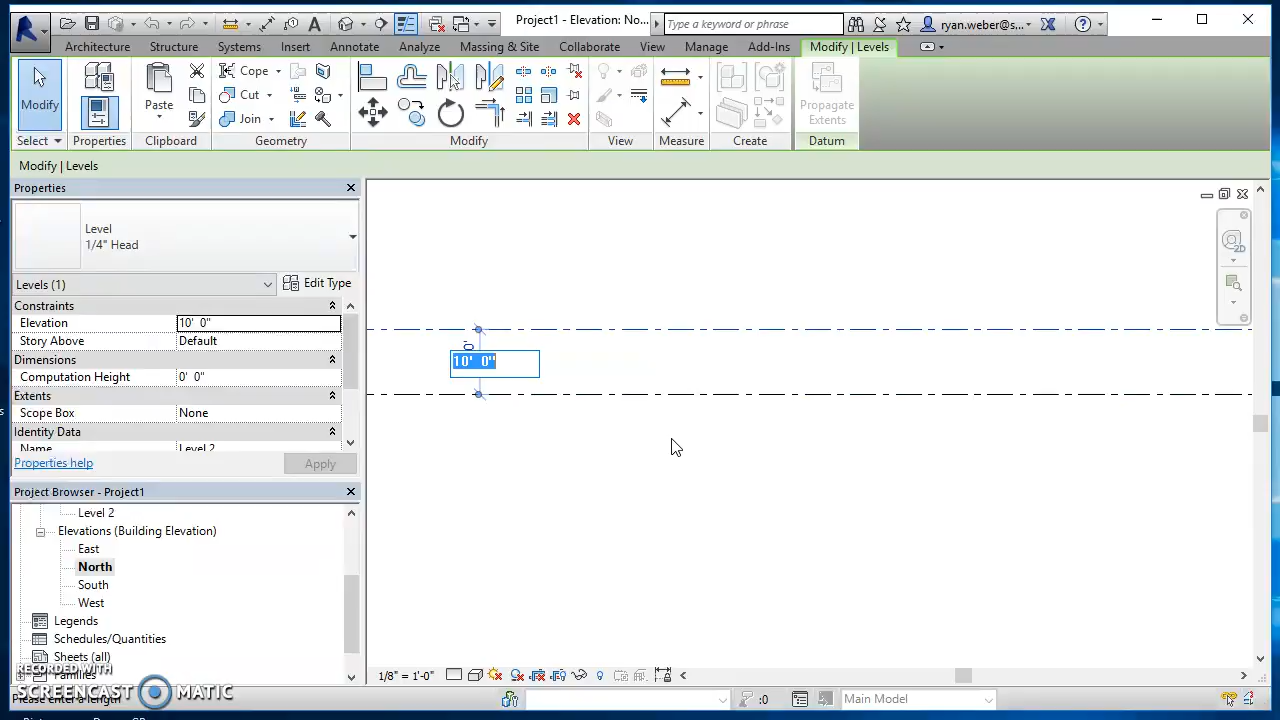 Project1 - Elevation: No...
Type a keyword or phrase
ryan.weber@s...
Architecture Structure Systems Insert Annotate Analyze Massing & Site Collaborate View Manage Add-Ins Modify | Levels
Modify
Paste
Cope
Cut
Join
Propagate
Extents
Select Properties Clipboard Geometry Modify View Measure Create Datum
Modify | Levels
Properties
Level
1/4" Head
Levels (1)
Edit Type
Constraints
Elevation 10' 0"
Story Above Default
Dimensions
Computation Height 0' 0"
Extents
Scope Box None
Identity Data
Name Level 2
Properties help
Apply
10' 0"
2D
Project Browser - Project1
Level 2
Elevations (Building Elevation)
East
North
South
West
Legends
Schedules/Quantities
Sheets (all)
Families
RECORDED WITH
SCREENCAST MATIC
Please enter a length
1/8" = 1'-0"
:0
Main Model